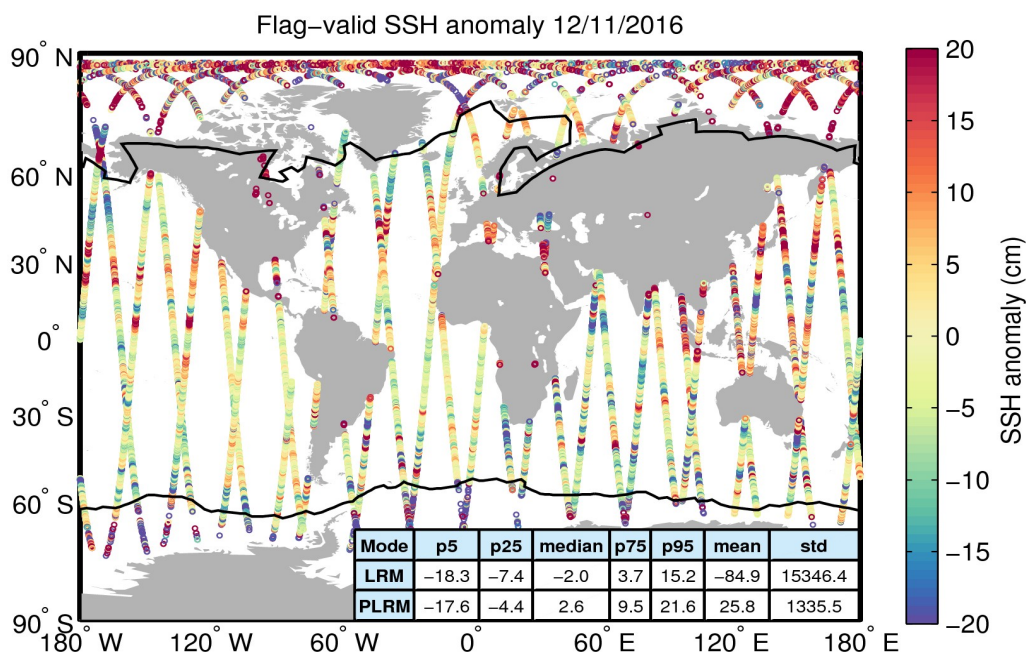 Flag−valid SSH anomaly 12/11/2016
90° N
60° N
30° N
0°
30° S
60° S
90° S
180° W
120° W
60° W
0°
60° E
120° E
180° E
Mode p5 p25 median p75 p95 mean std
LRM −18.3 −7.4 −2.0 3.7 15.2 −84.9 15346.4
PLRM −17.6 −4.4 2.6 9.5 21.6 25.8 1335.5
20
15
10
5
0
−5
−10
−15
−20
SSH anomaly (cm)